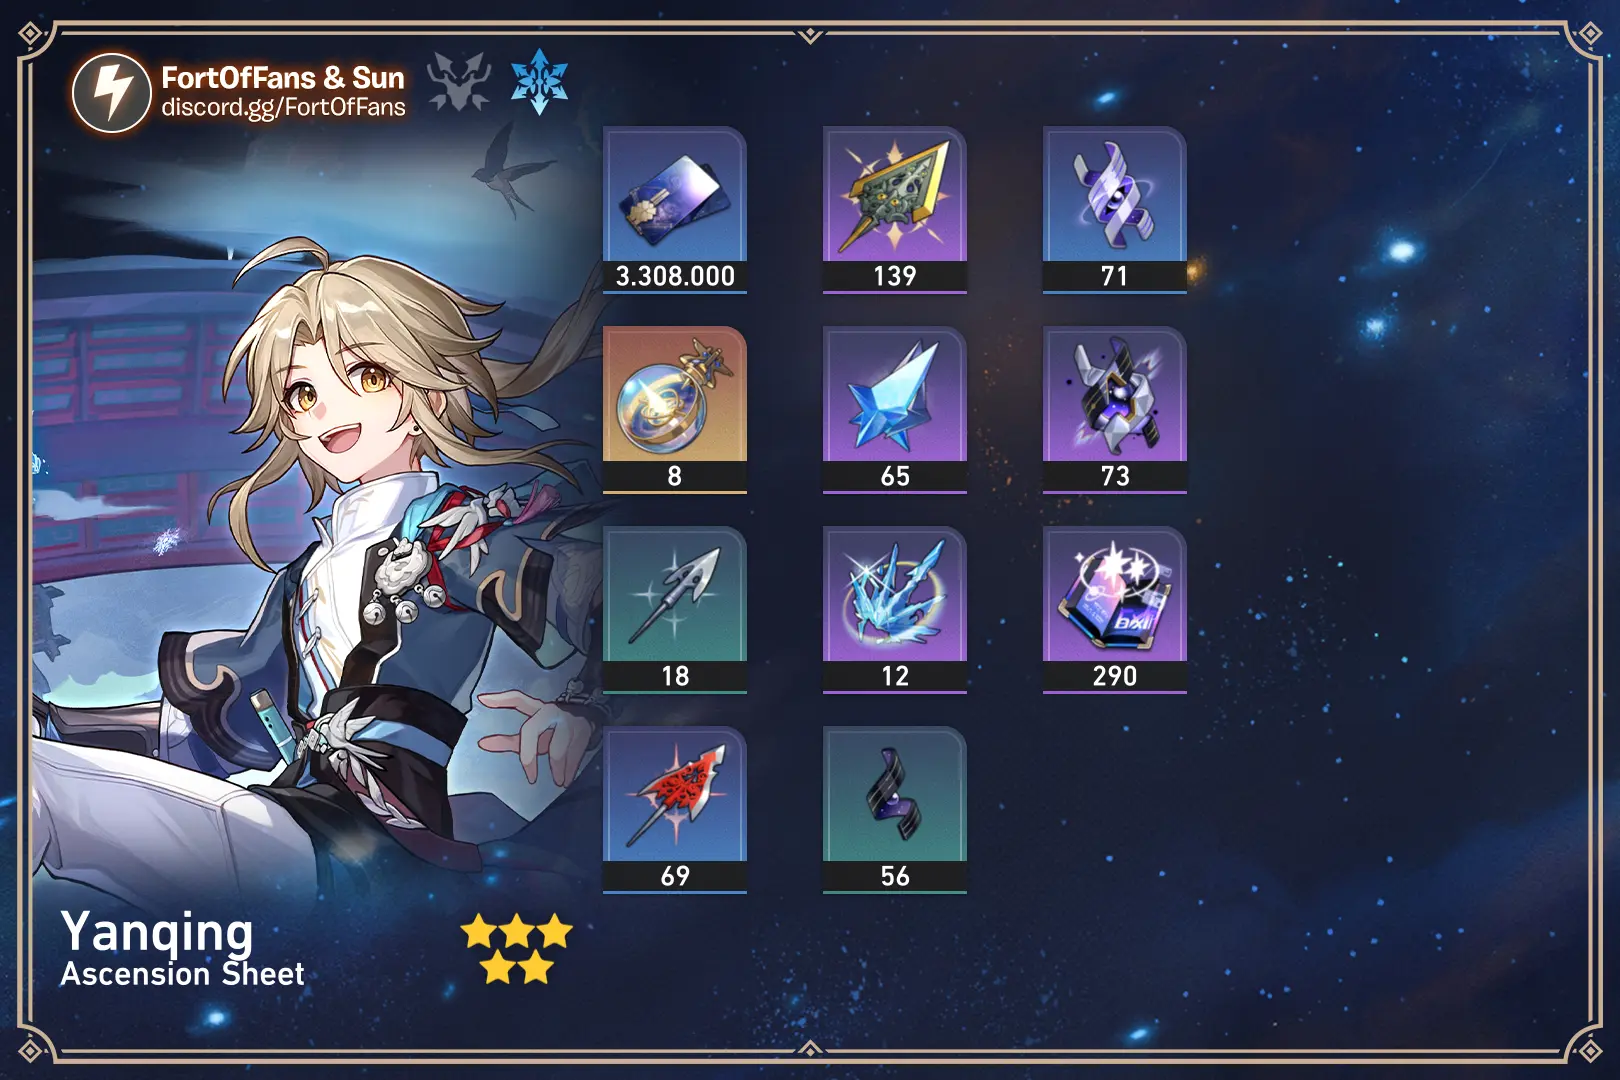 FortOfFans & Sun
discord.gg/FortOfFans
3.308.000
139
71
8
65
73
18
12
290
69
56
Yanqing
Ascension Sheet